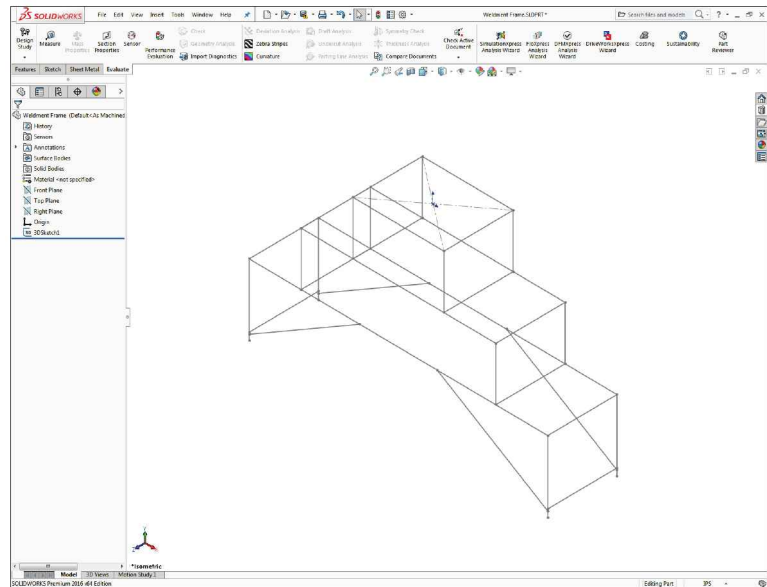 SOLIDWORKS File Edit View Insert Tools Window Help Weldment Frame.SLDPRT * Search files and models
Design Study Measure Mass Properties Section Properties Sensor Performance Evaluation
Check
Geometry Analysis
Import Diagnostics
Deviation Analysis
Zebra Stripes
Curvature
Draft Analysis
Undercut Analysis
Parting Line Analysis
Symmetry Check
Thickness Analysis
Compare Documents
Check Active Document SimulationXpress Analysis Wizard FloXpress Analysis Wizard DFMXpress Analysis Wizard DriveWorksXpress Wizard Costing Sustainability Part Reviewer
Features Sketch Sheet Metal Evaluate
Weldment Frame (Default<As Machined
History
Sensors
Annotations
Surface Bodies
Solid Bodies
Material <not specified>
Front Plane
Top Plane
Right Plane
Origin
3DSketch1
*Isometric
Model 3D Views Motion Study 1
SOLIDWORKS Premium 2016 x64 Edition Editing Part IPS